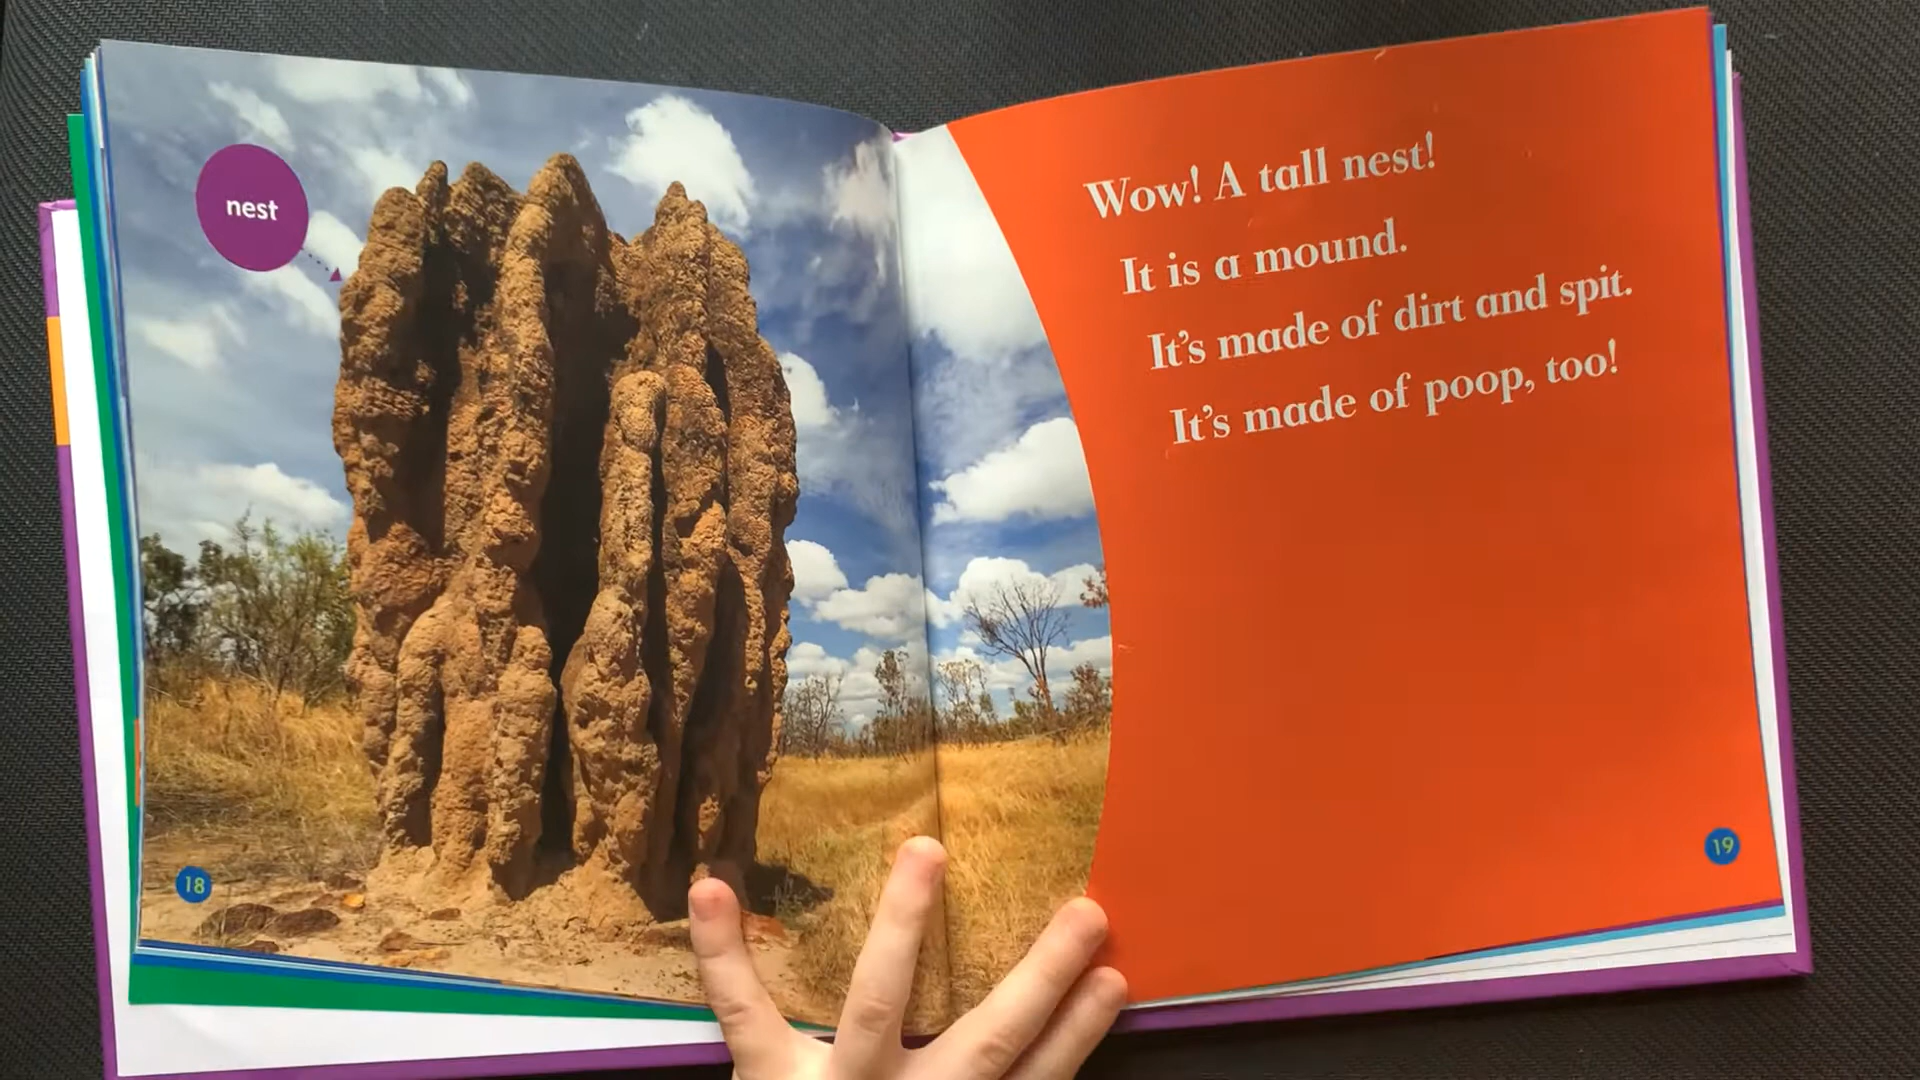 nest
18
Wow! A tall nest!
It is a mound.
It's made of dirt and spit.
It's made of poop, too!
19